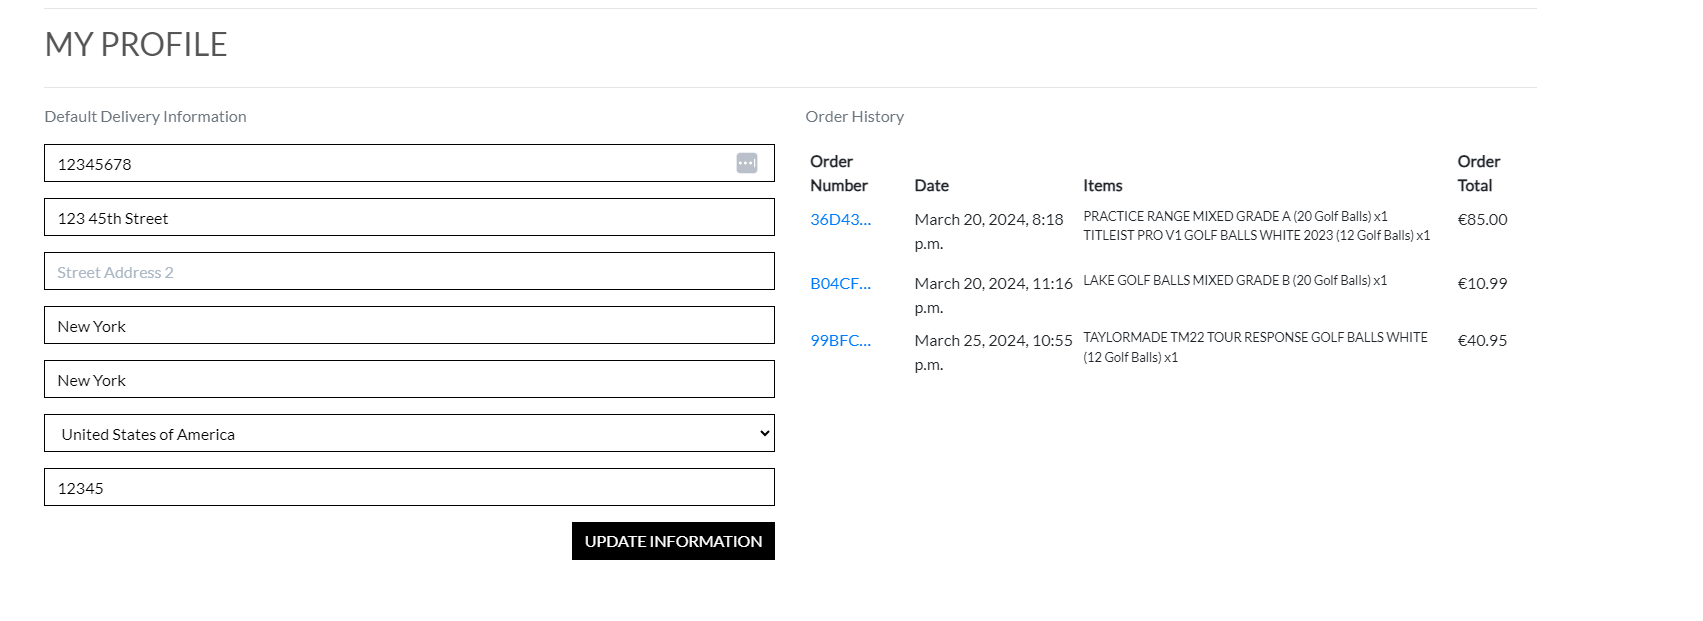 MY PROFILE
Default Delivery Information
12345678
123 45th Street
Street Address 2
New York
New York
United States of America
12345
UPDATE INFORMATION
Order History
Order Number Date Items Order Total
36D43... March 20, 2024, 8:18 p.m. PRACTICE RANGE MIXED GRADE A (20 Golf Balls) x1
TITLEIST PRO V1 GOLF BALLS WHITE 2023 (12 Golf Balls) x1 €85.00
B04CF... March 20, 2024, 11:16 p.m. LAKE GOLF BALLS MIXED GRADE B (20 Golf Balls) x1 €10.99
99BFC... March 25, 2024, 10:55 p.m. TAYLORMADE TM22 TOUR RESPONSE GOLF BALLS WHITE
(12 Golf Balls) x1 €40.95